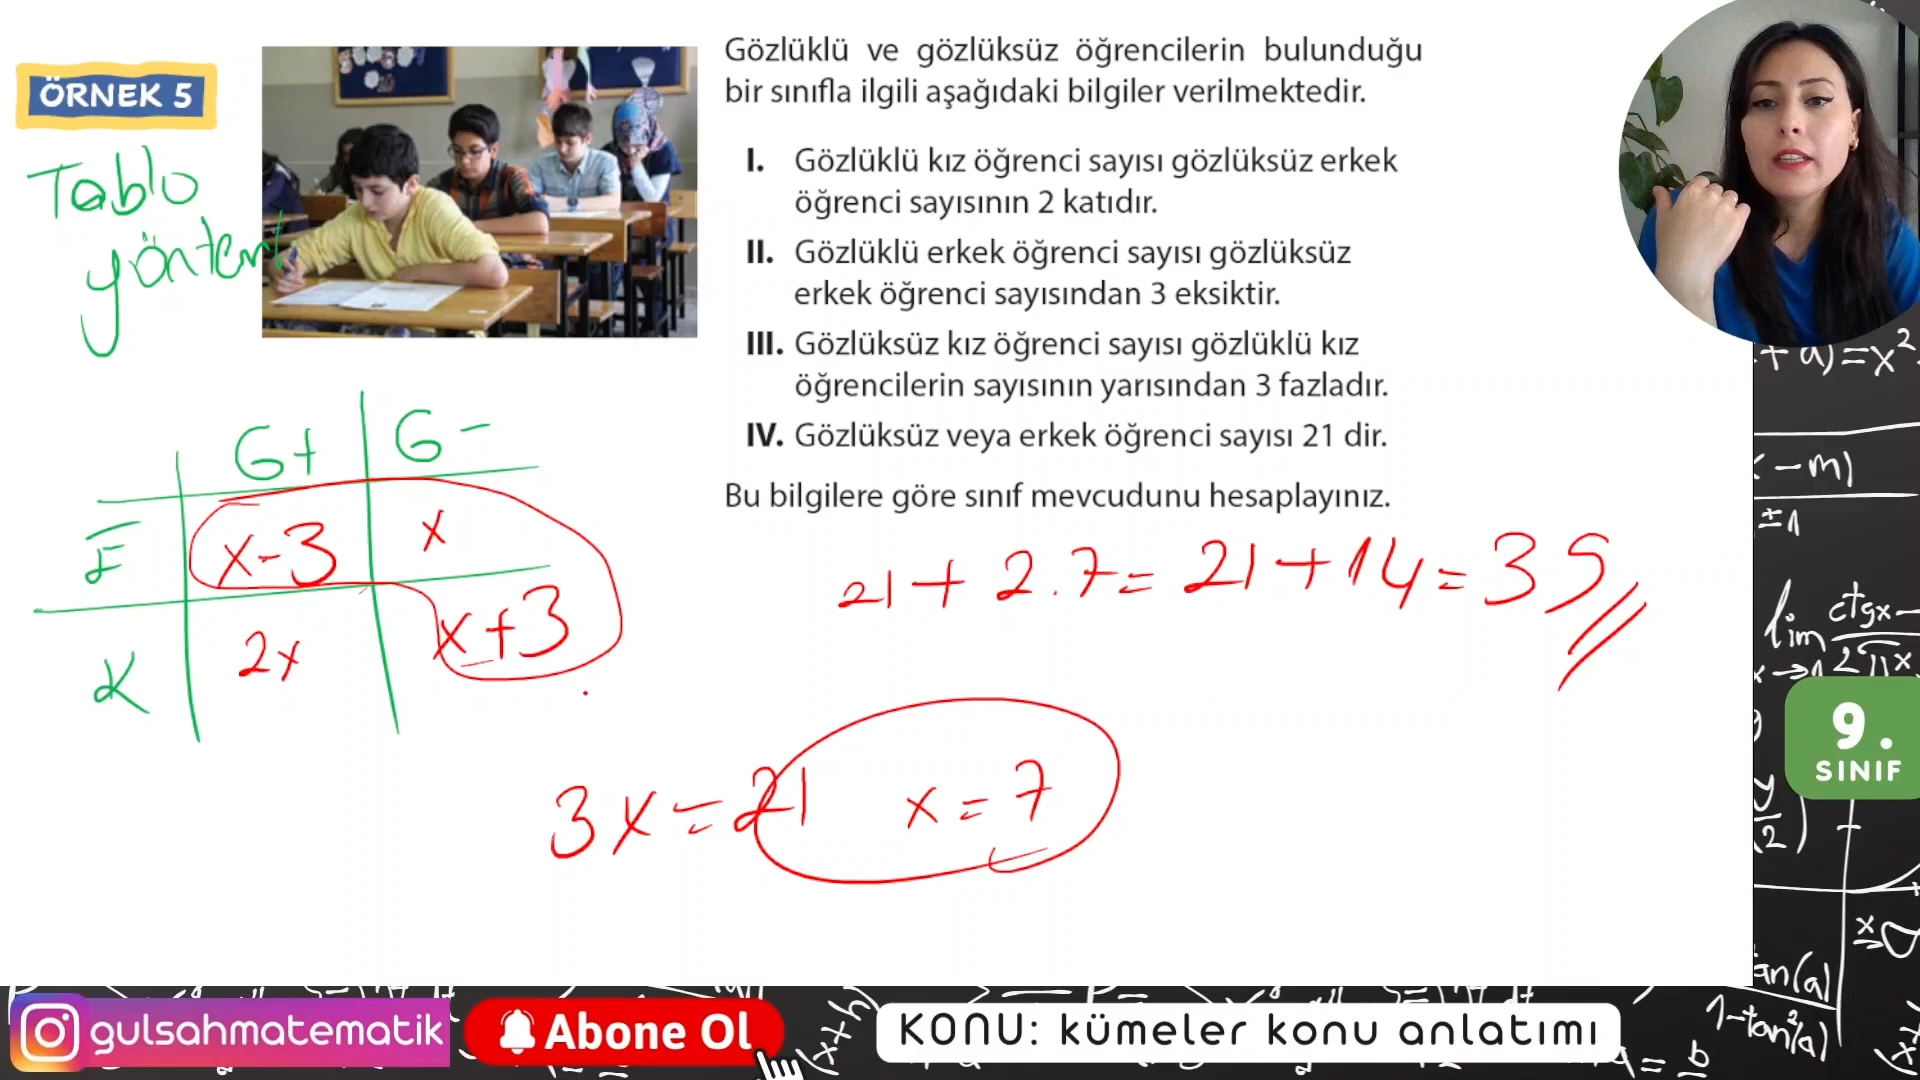 ÖRNEK 5
Tablo
yöntemi
Gözlüklü ve gözlüksüz öğrencilerin bulunduğu
bir sınıfla ilgili aşağıdaki bilgiler verilmektedir.
I. Gözlüklü kız öğrenci sayısı gözlüksüz erkek
öğrenci sayısının 2 katıdır.
II. Gözlüklü erkek öğrenci sayısı gözlüksüz
erkek öğrenci sayısından 3 eksiktir.
III. Gözlüksüz kız öğrenci sayısı gözlüklü kız
öğrencilerin sayısının yarısından 3 fazladır.
IV. Gözlüksüz veya erkek öğrenci sayısı 21 dir.
Bu bilgilere göre sınıf mevcudunu hesaplayınız.
G+ G-
E x-3 x
K 2x x+3
21 + 2.7 = 21 + 14 = 35
3x = 21 x = 7
9.
SINIF
gulsahmatematik
Abone Ol
KONU: kümeler konu anlatımı